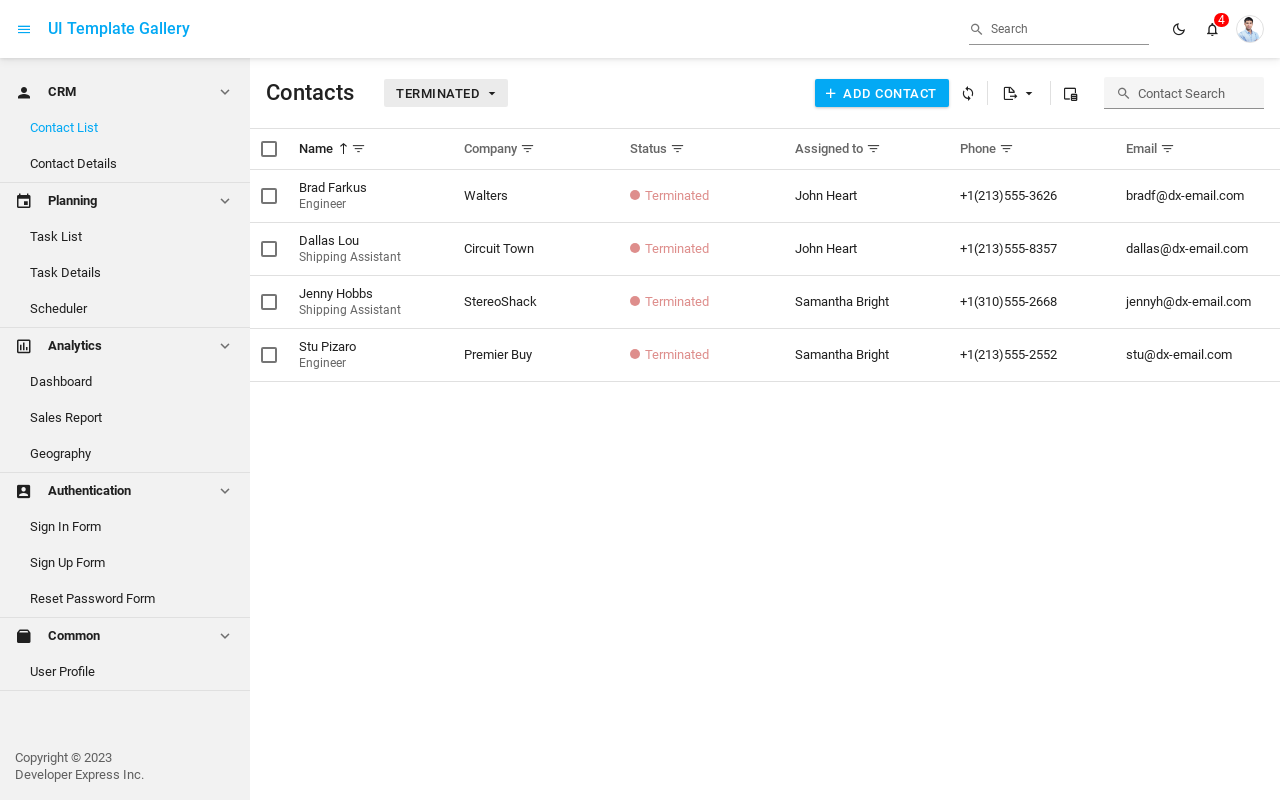 UI Template Gallery
Search
4
CRM
Contact List
Contact Details
Planning
Task List
Task Details
Scheduler
Analytics
Dashboard
Sales Report
Geography
Authentication
Sign In Form
Sign Up Form
Reset Password Form
Common
User Profile
Copyright © 2023
Developer Express Inc.
Contacts
TERMINATED
ADD CONTACT
Contact Search
Name Company Status Assigned to Phone Email
Brad Farkus
Engineer
Walters
Terminated
John Heart
+1(213)555-3626
bradf@dx-email.com
Dallas Lou
Shipping Assistant
Circuit Town
Terminated
John Heart
+1(213)555-8357
dallas@dx-email.com
Jenny Hobbs
Shipping Assistant
StereoShack
Terminated
Samantha Bright
+1(310)555-2668
jennyh@dx-email.com
Stu Pizaro
Engineer
Premier Buy
Terminated
Samantha Bright
+1(213)555-2552
stu@dx-email.com